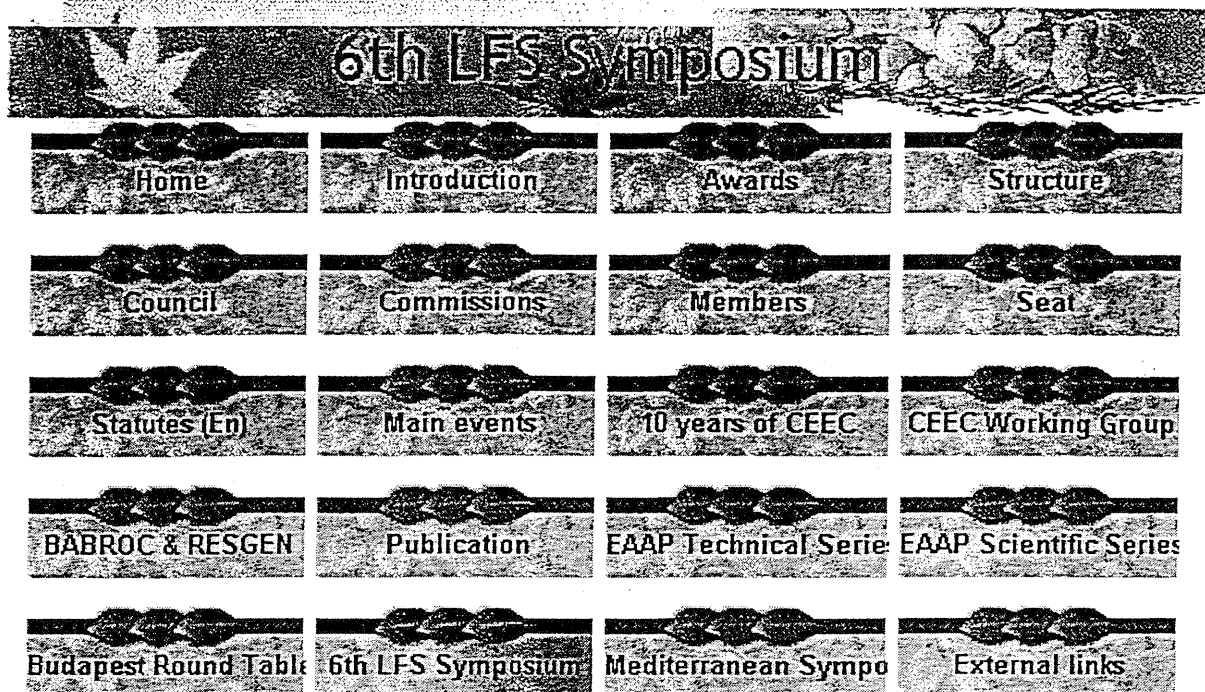 6th LFS Symposium
Home Introduction Awards Structure
Council Commissions Members Seat
Statutes (En) Main events 10 years of CEEC CEEC Working Group
BABROC & RESGEN Publication EAAP Technical Serie EAAP Scientific Series
Budapest Round Table 6th LFS Symposium Mediterranean Sympo External links